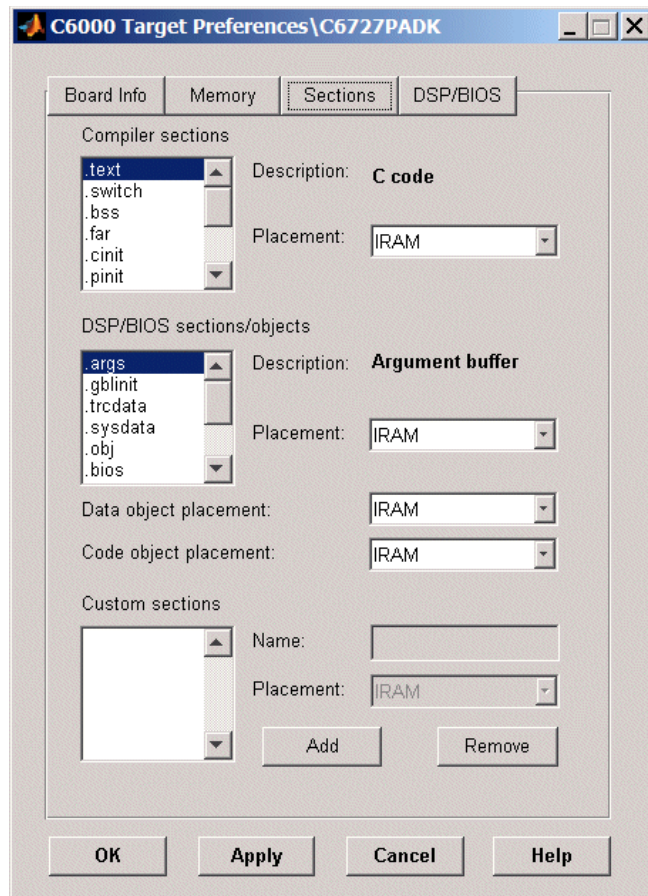 C6000 Target Preferences\C6727PADK
Board Info Memory Sections DSP/BIOS
Compiler sections
.text
.switch
.bss
.far
.cinit
.pinit
Description: C code
Placement: IRAM
DSP/BIOS sections/objects
.args
.gblinit
.trcdata
.sysdata
.obj
.bios
Description: Argument buffer
Placement: IRAM
Data object placement: IRAM
Code object placement: IRAM
Custom sections
Name:
Placement: IRAM
Add Remove
OK Apply Cancel Help